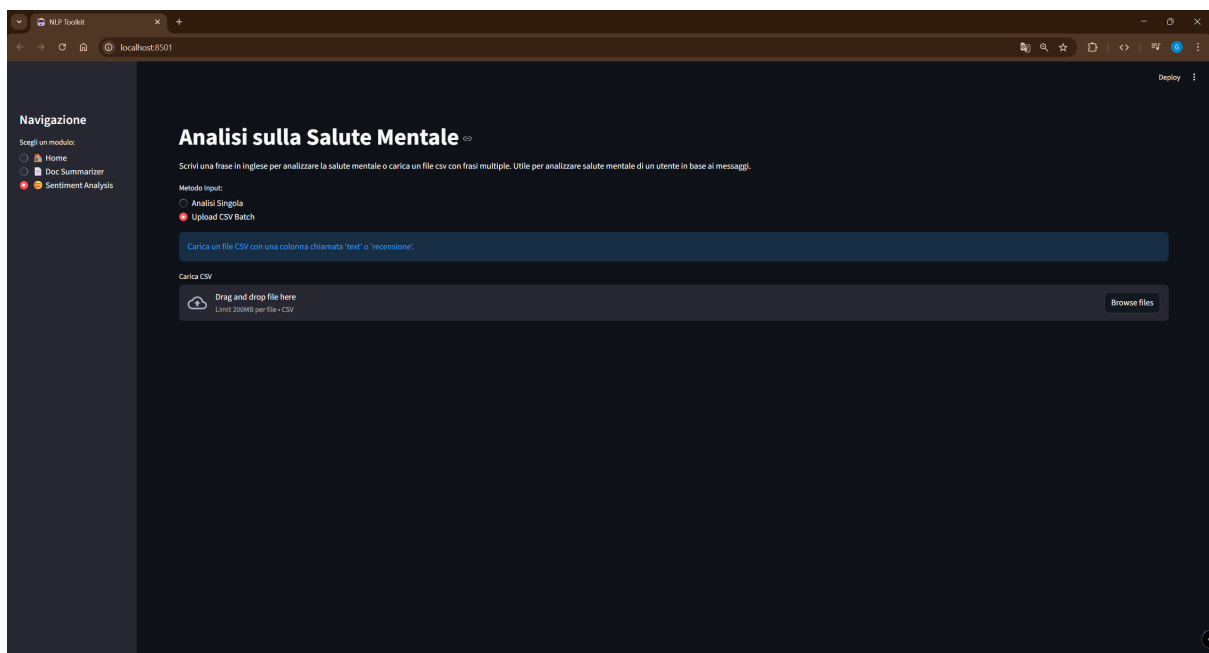 NLP Toolkit
localhost:8501
Deploy
Navigazione
Scegli un modulo:
Home
Doc Summarizer
Sentiment Analysis
Analisi sulla Salute Mentale
Scrivi una frase in inglese per analizzare la salute mentale o carica un file csv con frasi multiple. Utile per analizzare salute mentale di un utente in base ai messaggi.
Metodo Input:
Analisi Singola
Upload CSV Batch
Carica un file CSV con una colonna chiamata 'text' o 'recensione'.
Carica CSV
Drag and drop file here
Limit 200MB per file • CSV
Browse files